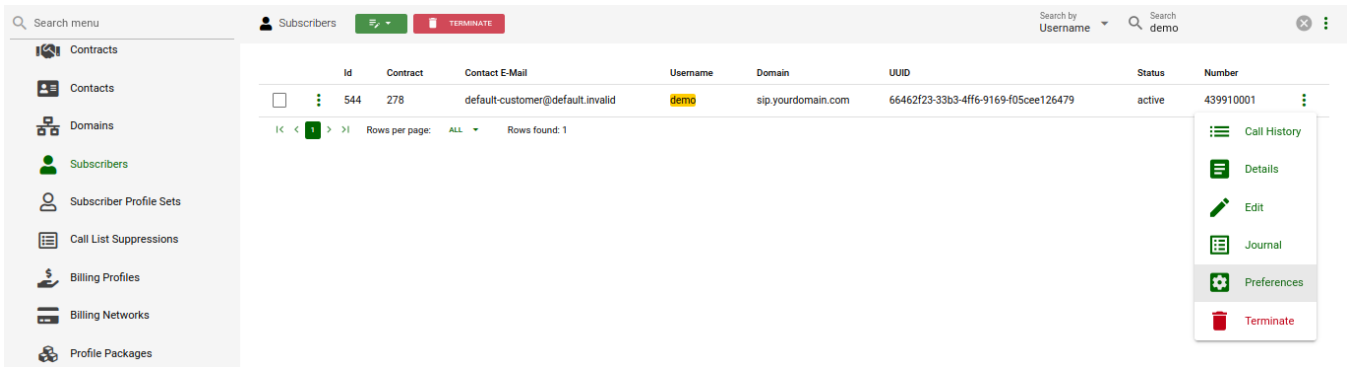 Search menu
Contracts
Contacts
Domains
Subscribers
Subscriber Profile Sets
Call List Suppressions
Billing Profiles
Billing Networks
Profile Packages
Subscribers TERMINATE Search by Username Search demo
Id Contract Contact E-Mail Username Domain UUID Status Number
544 278 default-customer@default.invalid demo sip.yourdomain.com 66462f23-33b3-4ff6-9169-f05cee126479 active 439910001
1 Rows per page: ALL Rows found: 1
Call History
Details
Edit
Journal
Preferences
Terminate